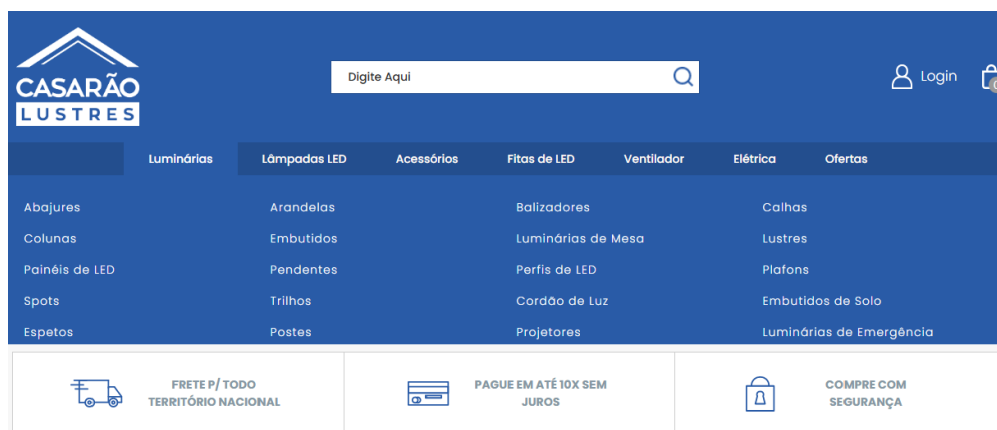 CASARÃO
LUSTRES
Digite Aqui
Login
0
Luminárias Lâmpadas LED Acessórios Fitas de LED Ventilador Elétrica Ofertas
Abajures Arandelas Balizadores Calhas
Colunas Embutidos Luminárias de Mesa Lustres
Painéis de LED Pendentes Perfis de LED Plafons
Spots Trilhos Cordão de Luz Embutidos de Solo
Espetos Postes Projetores Luminárias de Emergência
FRETE P/ TODO
TERRITÓRIO NACIONAL
PAGUE EM ATÉ 10X SEM
JUROS
COMPRE COM
SEGURANÇA